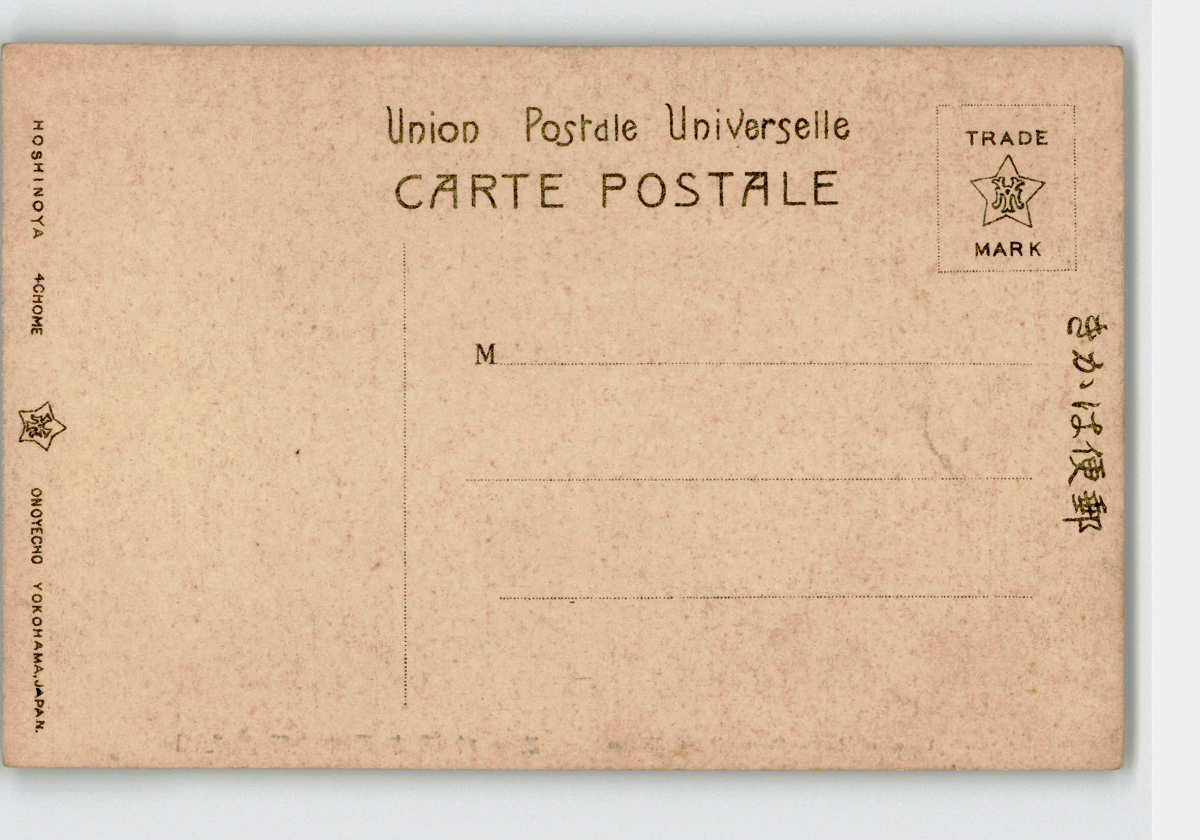 Union Postale Universelle
CARTE POSTALE
TRADE
MARK
M
郵便はかき
HOSHINOYA 4CHOME ONOYECHO YOKOHAMA, JAPAN.